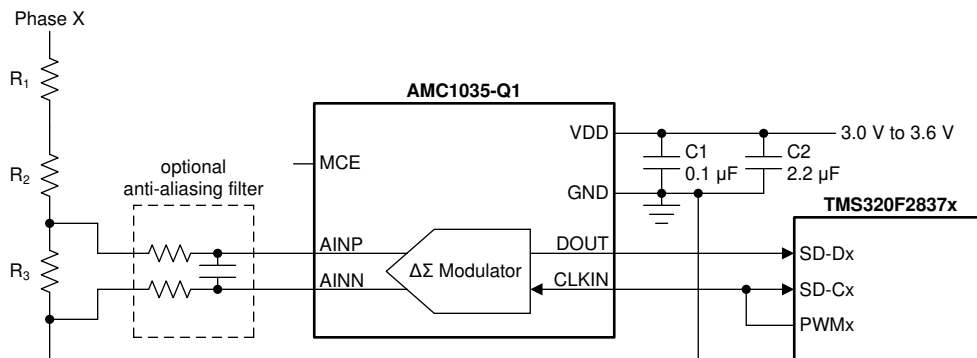 Phase X
R1
R2
R3
optional
anti-aliasing filter
AMC1035-Q1
MCE
AINP
AINN
ΔΣ Modulator
VDD
GND
DOUT
CLKIN
C1
0.1 µF
C2
2.2 µF
3.0 V to 3.6 V
TMS320F2837x
SD-Dx
SD-Cx
PWMx